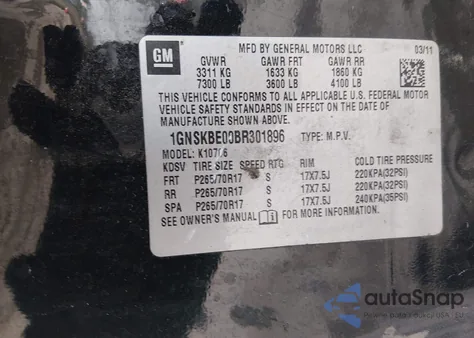 GM
MFD BY GENERAL MOTORS LLC 03/11
GVWR GAWR FRT GAWR RR
3311 KG 1633 KG 1860 KG
7300 LB 3600 LB 4100 LB
THIS VEHICLE CONFORMS TO ALL APPLICABLE U.S. FEDERAL MOTOR
VEHICLE SAFETY STANDARDS IN EFFECT ON THE DATE OF
MANUFACTURE SHOWN ABOVE.
1GNSKBE00BR301896 TYPE: M.P.V.
MODEL: K10706
KDSV TIRE SIZE SPEED RTG RIM COLD TIRE PRESSURE
FRT P265/70R17 S 17X7.5J 220KPA(32PSI)
RR P265/70R17 S 17X7.5J 220KPA(32PSI)
SPA P265/70R17 S 17X7.5J 240KPA(35PSI)
SEE OWNER'S MANUAL FOR MORE INFORMATION.
autoSnap